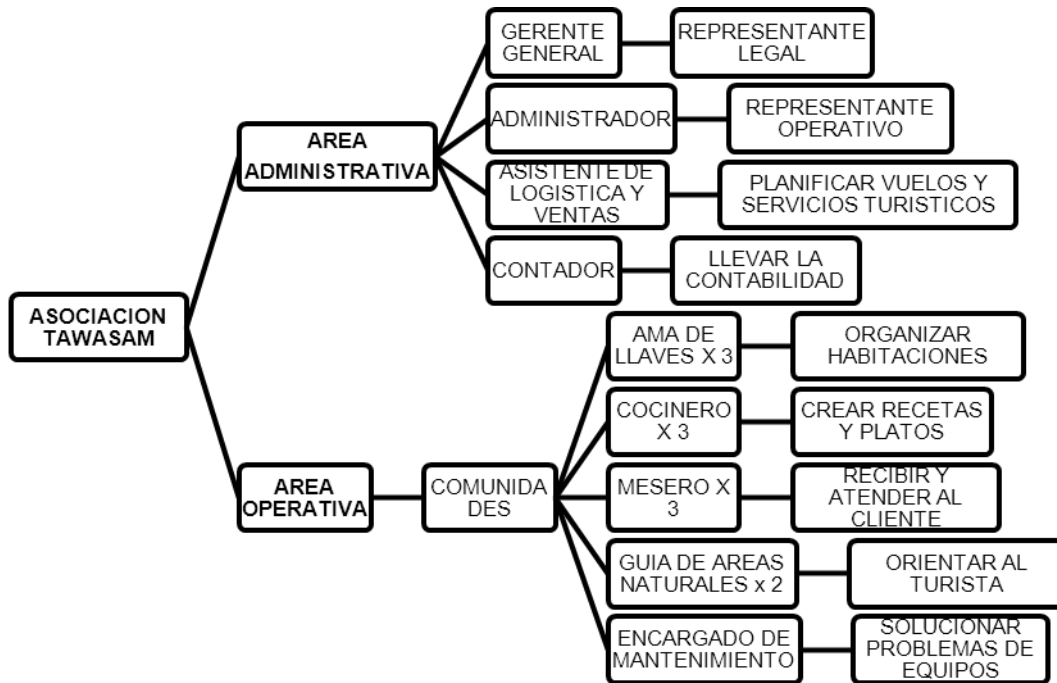 GERENTE
GENERAL
REPRESENTANTE
LEGAL
ADMINISTRADOR
REPRESENTANTE
OPERATIVO
AREA
ADMINISTRATIVA
ASISTENTE DE
LOGISTICA Y
VENTAS
PLANIFICAR VUELOS Y
SERVICIOS TURISTICOS
CONTADOR
LLEVAR LA
CONTABILIDAD
ASOCIACION
TAWASAM
AMA DE
LLAVES X 3
ORGANIZAR
HABITACIONES
COCINERO
X 3
CREAR RECETAS
Y PLATOS
AREA
OPERATIVA
COMUNIDA
DES
MESERO X
3
RECIBIR Y
ATENDER AL
CLIENTE
GUIA DE AREAS
NATURALES x 2
ORIENTAR AL
TURISTA
ENCARGADO DE
MANTENIMIENTO
SOLUCIONAR
PROBLEMAS DE
EQUIPOS